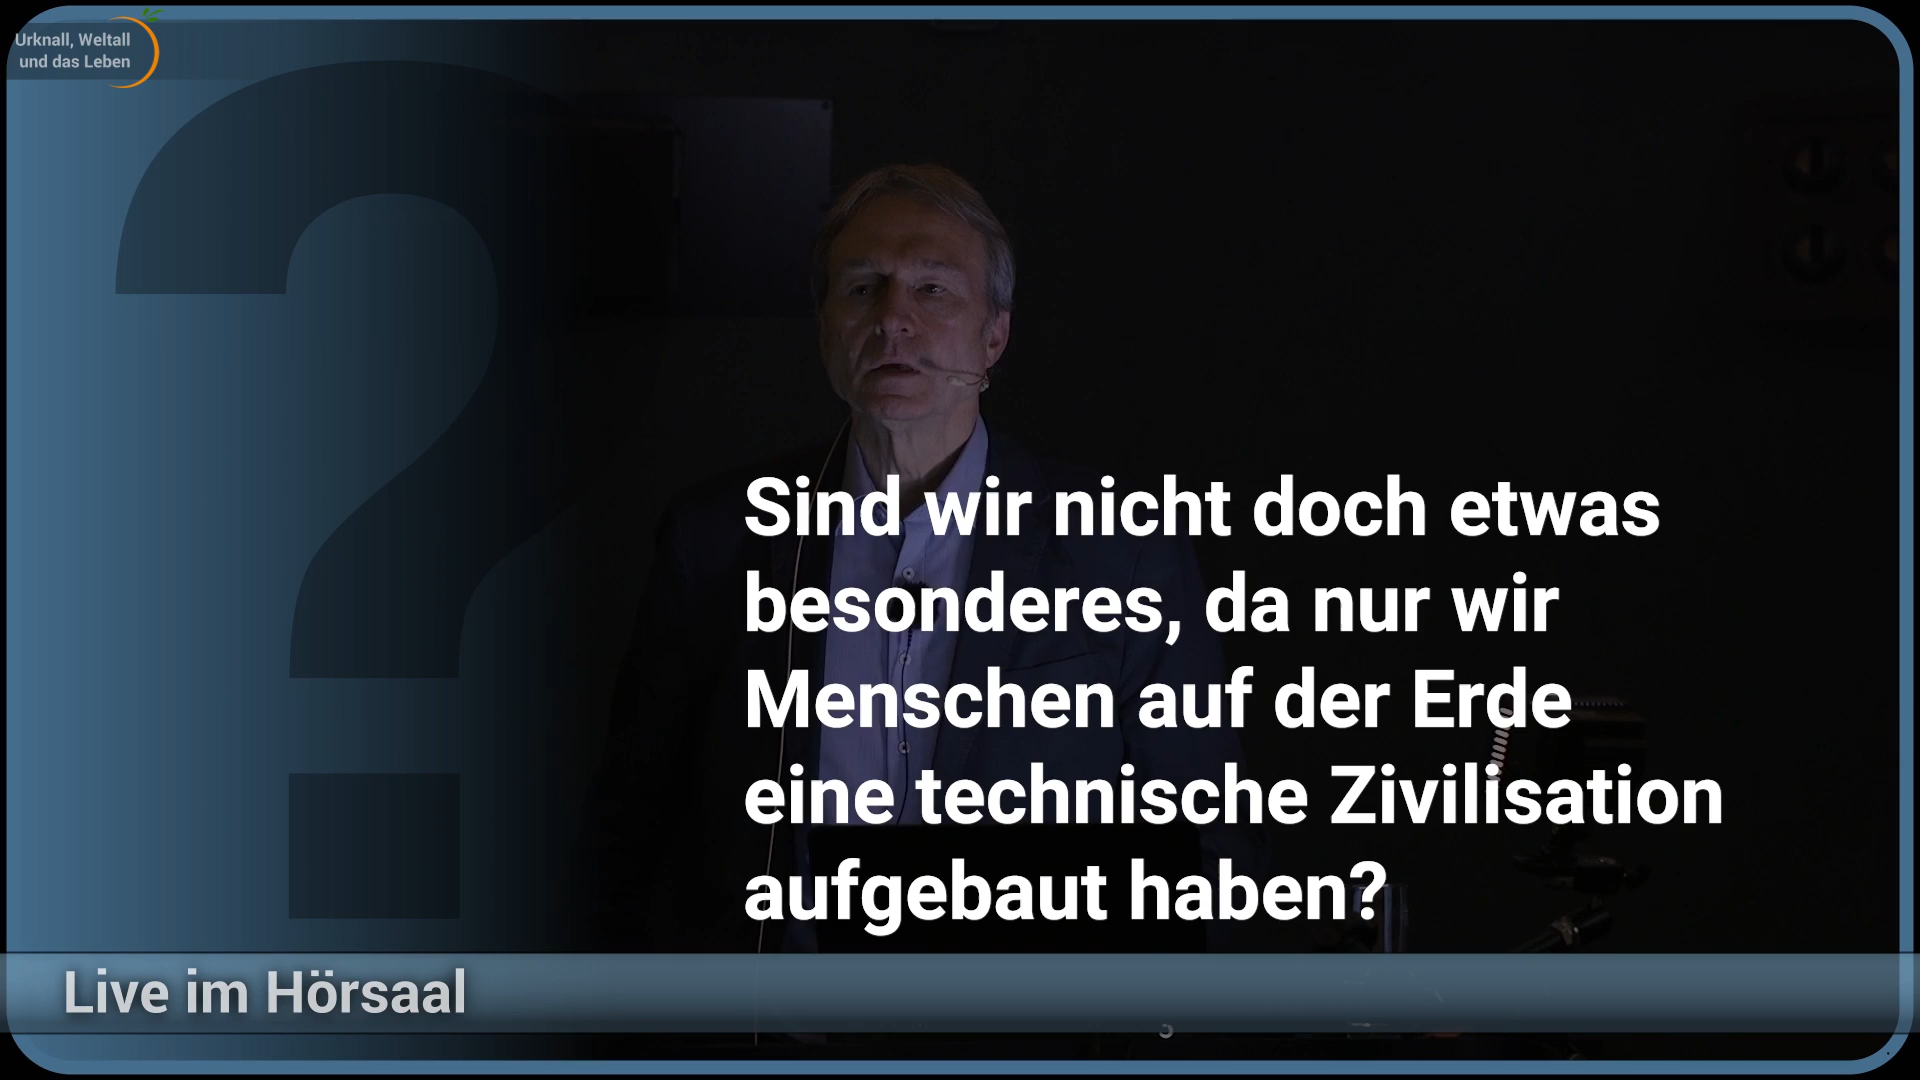 Urknall, Weltall
und das Leben
Sind wir nicht doch etwas
besonderes, da nur wir
Menschen auf der Erde
eine technische Zivilisation
aufgebaut haben?
Live im Hörsaal